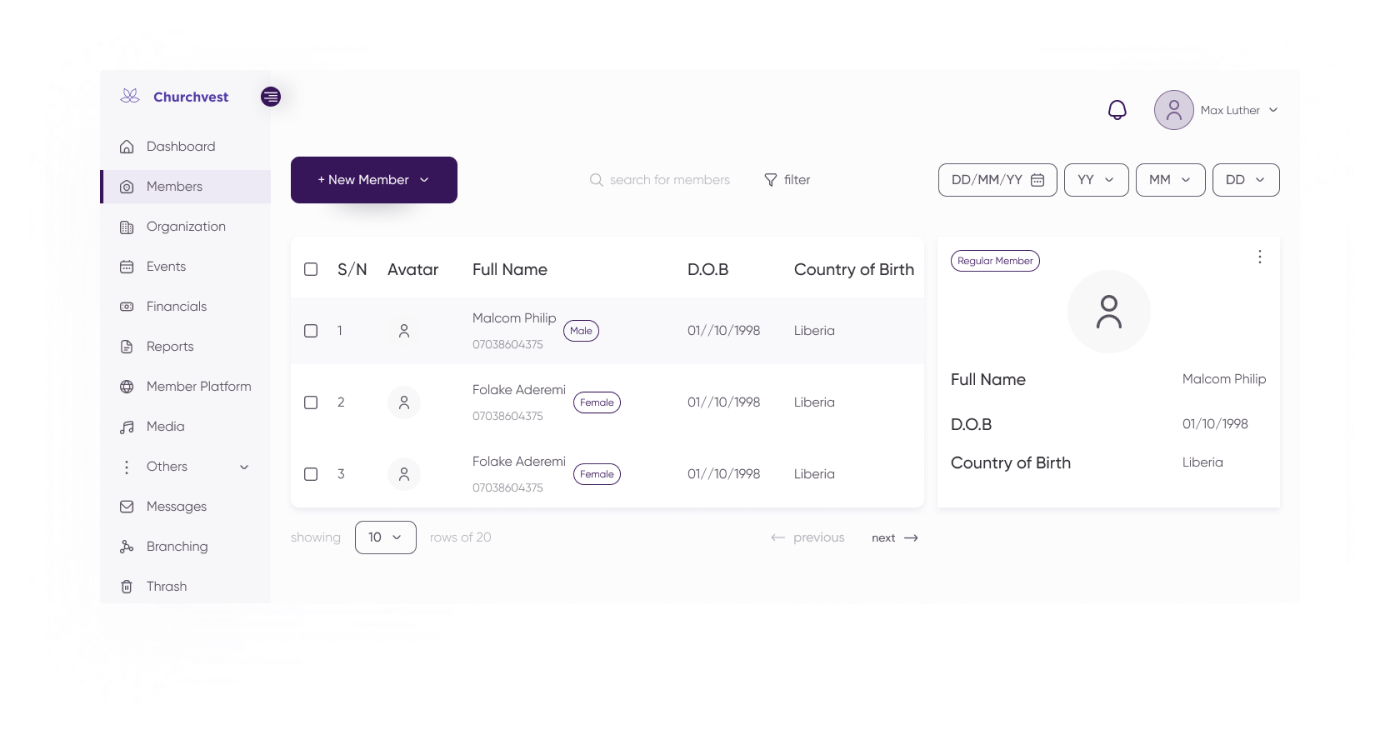 Churchvest
Max Luther
Dashboard
Members
Organization
Events
Financials
Reports
Member Platform
Media
Others
Messages
Branching
Thrash
+ New Member
search for members
filter
DD/MM/YY YY MM DD
S/N Avatar Full Name D.O.B Country of Birth
1 Malcom Philip Male 01//10/1998 Liberia
07038604375
2 Folake Aderemi Female 01//10/1998 Liberia
07038604375
3 Folake Aderemi Female 01//10/1998 Liberia
07038604375
showing 10 rows of 20
previous next
Regular Member
Full Name Malcom Philip
D.O.B 01/10/1998
Country of Birth Liberia